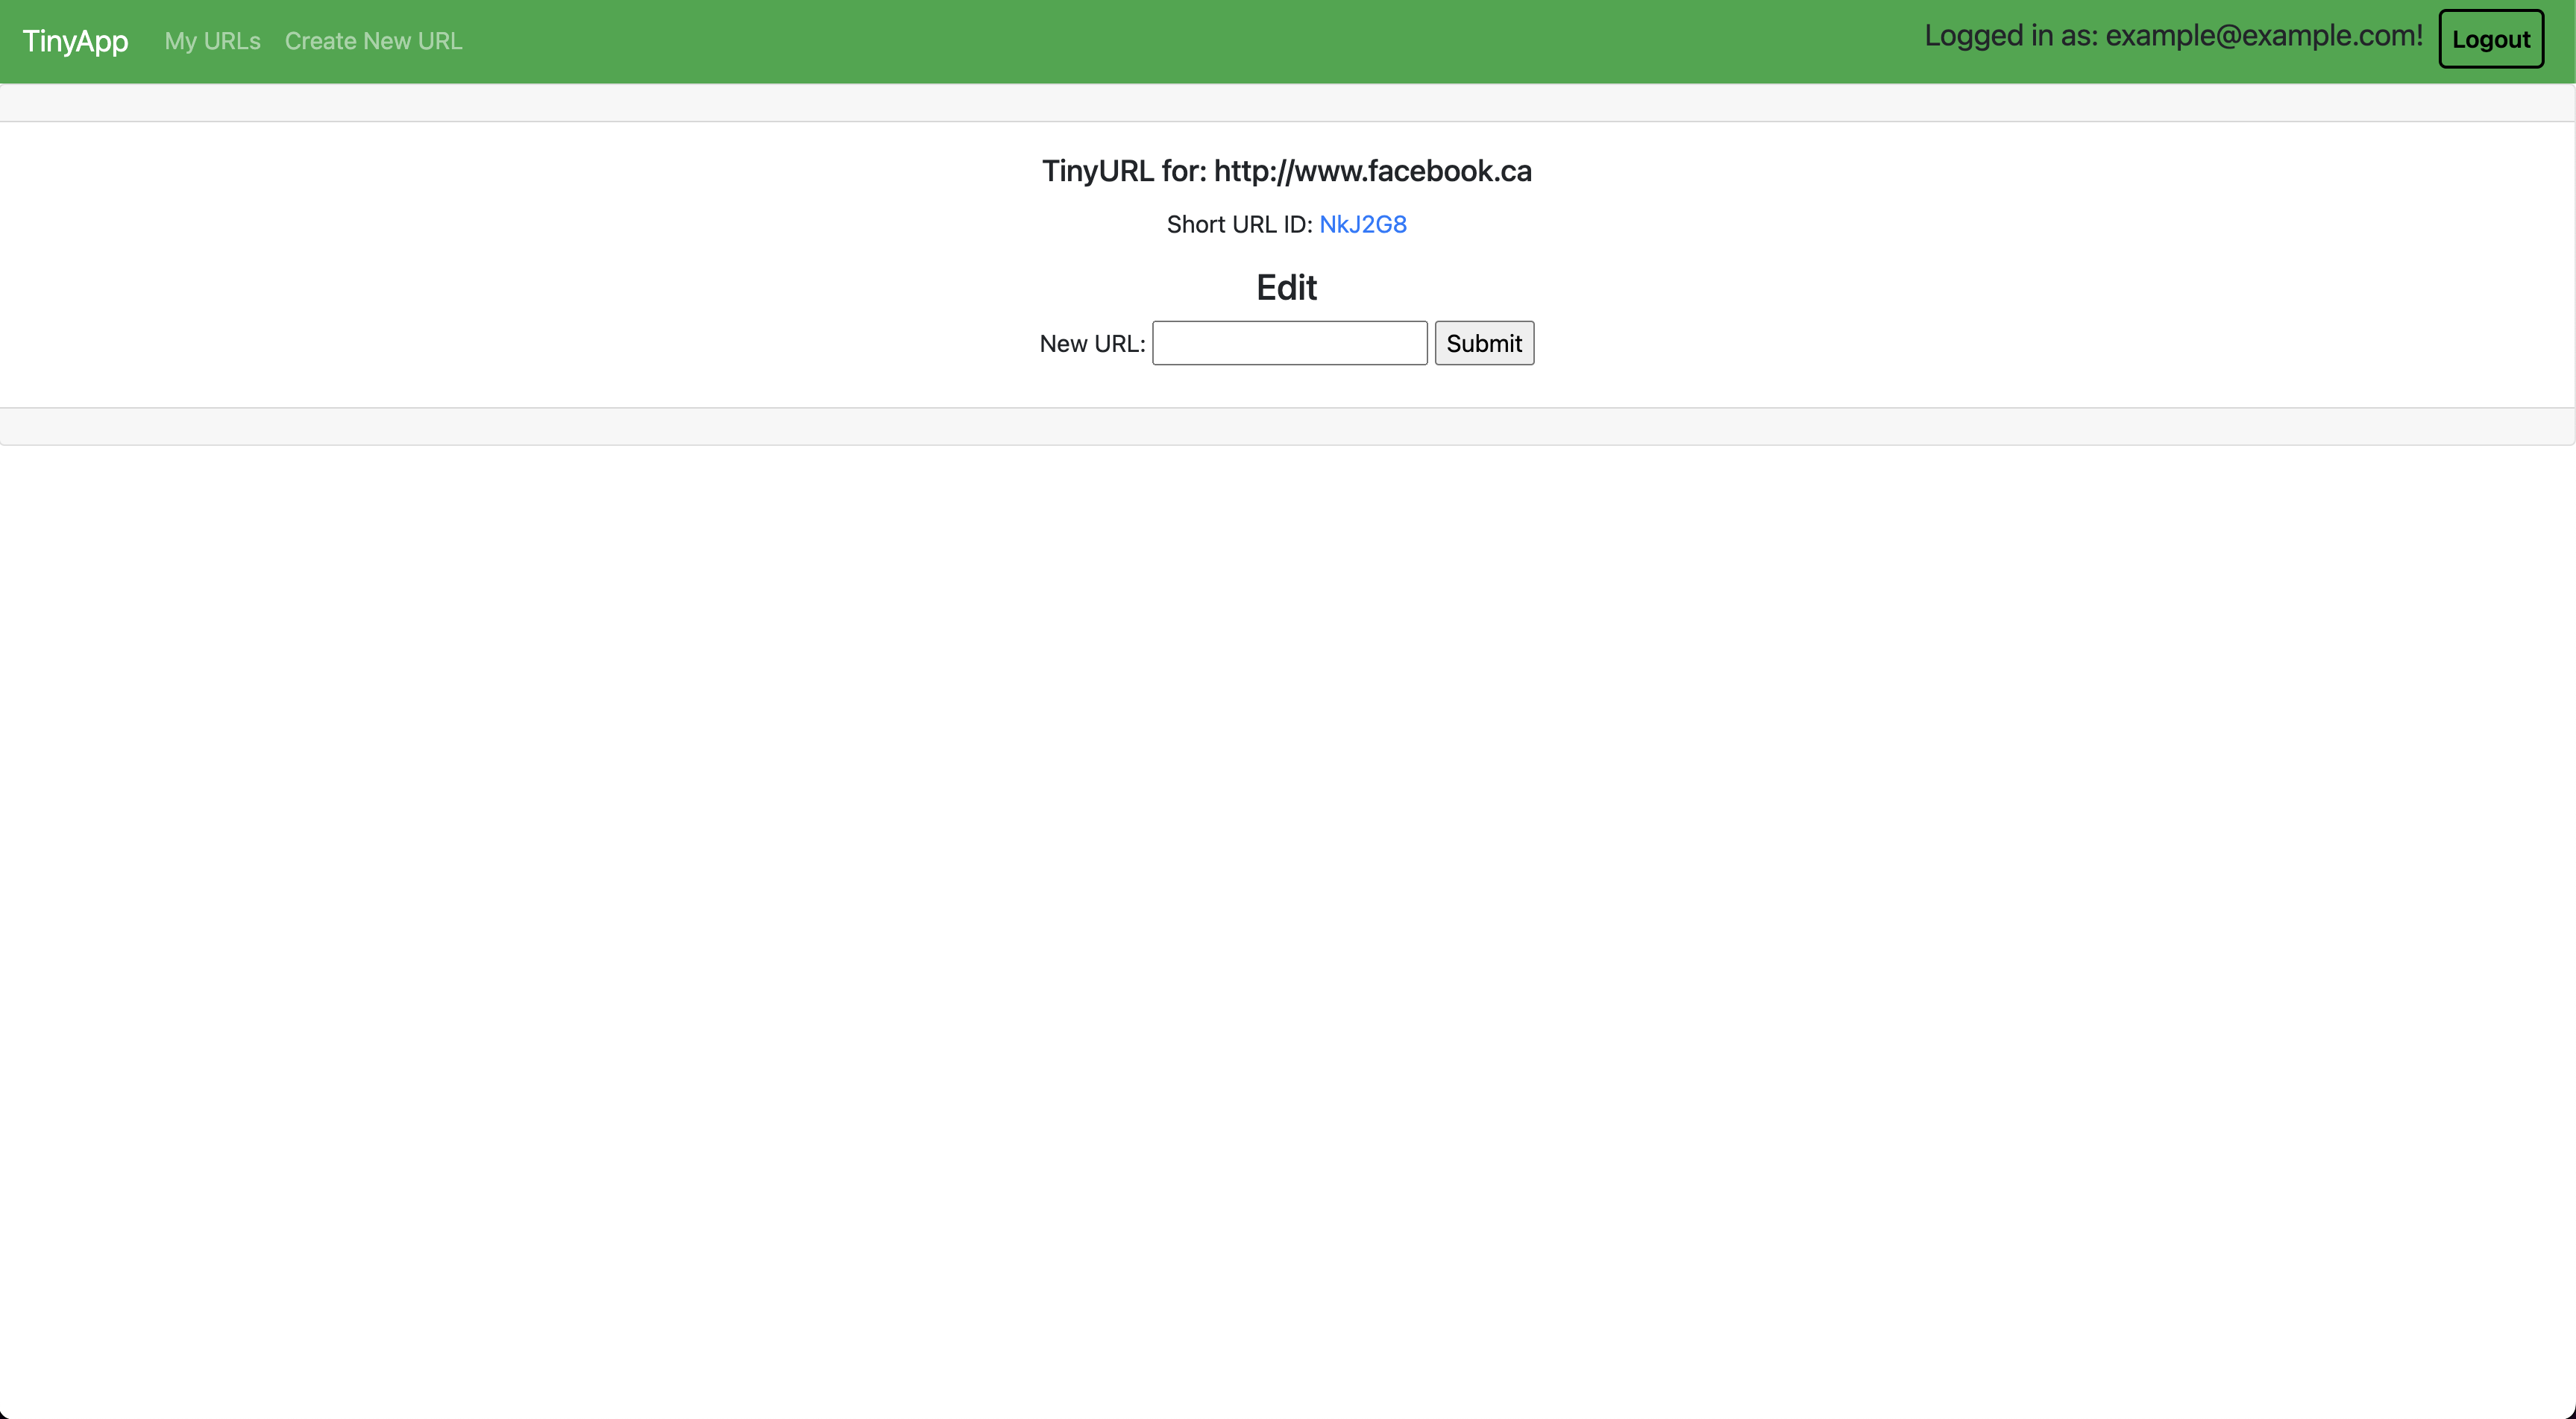 TinyApp My URLs Create New URL Logged in as: example@example.com! Logout
TinyURL for: http://www.facebook.ca
Short URL ID: NkJ2G8
Edit
New URL: Submit